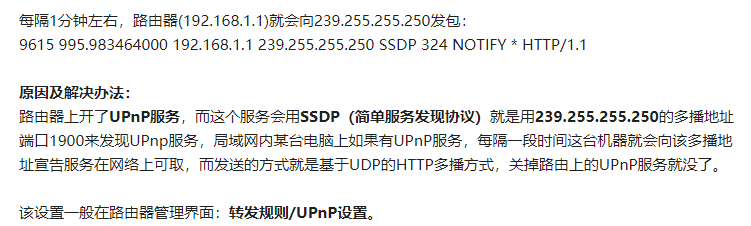 每隔1分钟左右，路由器(192.168.1.1)就会向239.255.255.250发包：
9615 995.983464000 192.168.1.1 239.255.255.250 SSDP 324 NOTIFY * HTTP/1.1
原因及解决办法：
路由器上开了UPnP服务，而这个服务会用SSDP（简单服务发现协议）就是用239.255.255.250的多播地址
端口1900来发现UPnp服务，局域网内某台电脑上如果有UPnP服务，每隔一段时间这台机器就会向该多播地
址宣告服务在网络上可取，而发送的方式就是基于UDP的HTTP多播方式，关掉路由上的UPnP服务就没了。
该设置一般在路由器管理界面：转发规则/UPnP设置。